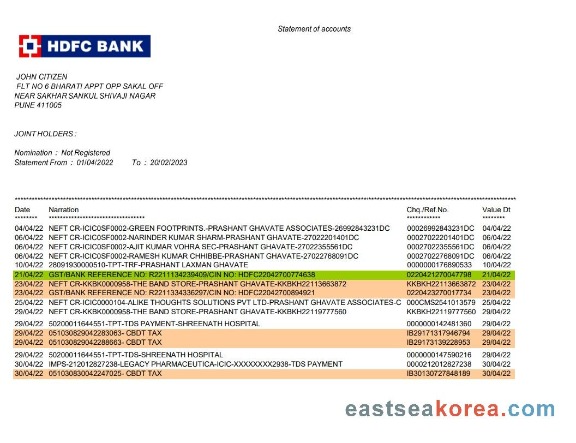 Statement of accounts
HDFC BANK
JOHN CITIZEN
FLT NO 6 BHARATI APPT OPP SAKAL OFF
NEAR SAKHAR SANKUL SHIVAJI NAGAR
PUNE 411005
JOINT HOLDERS :
Nomination : Not Registered
Statement From : 01/04/2022 To : 20/02/2023
Date Narration Chq./Ref.No. Value Dt
04/04/22 NEFT CR-ICIC0SF0002-GREEN FOOTPRINTS.-PRASHANT GHAVATE ASSOCIATES-26992843231DC 00026992843231DC 04/04/22
06/04/22 NEFT CR-ICIC0SF0002-NARINDER KUMAR SHARM-PRASHANT GHAVATE-27022201401DC 00027022201401DC 06/04/22
06/04/22 NEFT CR-ICIC0SF0002-AJIT KUMAR VOHRA SEC-PRASHANT GHAVATE-27022355561DC 00027022355561DC 06/04/22
06/04/22 NEFT CR-ICIC0SF0002-RAMESH KUMAR CHHIBBE-PRASHANT GHAVATE-27022768091DC 00027022768091DC 06/04/22
10/04/22 28091930000510-TPT-TRF-PRASHANT LAXMAN GHAVATE 0000000176890533 10/04/22
21/04/22 GST/BANK REFERENCE NO: R2211134239409/CIN NO: HDFC22042700774638 0220421270047798 21/04/22
23/04/22 NEFT CR-KKBK0000958-THE BAND STORE-PRASHANT GHAVATE-KKBKH22113663872 KKBKH22113663872 23/04/22
23/04/22 GST/BANK REFERENCE NO: R2211334336297/CIN NO: HDFC22042700894921 0220423270017734 23/04/22
25/04/22 NEFT CR-ICIC0000104-ALIKE THOUGHTS SOLUTIONS PVT LTD-PRASHANT GHAVATE ASSOCIATES-C 000CMS2541013579 25/04/22
29/04/22 NEFT CR-KKBK0000958-THE BAND STORE-PRASHANT GHAVATE-KKBKH22119777560 KKBKH22119777560 29/04/22
29/04/22 50200011644551-TPT-TDS PAYMENT-SHREENATH HOSPITAL 0000000142481360 29/04/22
29/04/22 051030829042283063- CBDT TAX IB29171317946794 29/04/22
29/04/22 051030829042288663- CBDT TAX IB29173139228953 29/04/22
29/04/22 50200011644551-TPT-TDS-SHREENATH HOSPITAL 0000000147590216 29/04/22
30/04/22 IMPS-212012827238-LEGACY PHARMACEUTICA-ICIC-XXXXXXXX2938-TDS PAYMENT 0000212012827238 30/04/22
30/04/22 051030830042247025- CBDT TAX IB30130727848189 30/04/22
eastseakorea.com